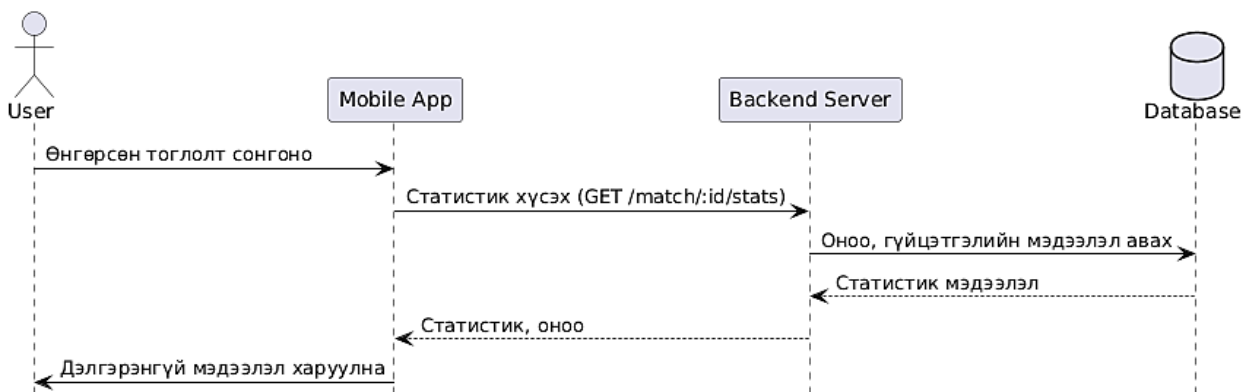 User
Mobile App
Backend Server
Database
Өнгөрсөн тоглолт сонгоно
Статистик хүсэх (GET /match/:id/stats)
Оноо, гүйцэтгэлийн мэдээлэл авах
Статистик мэдээлэл
Статистик, оноо
Дэлгэрэнгүй мэдээлэл харуулна